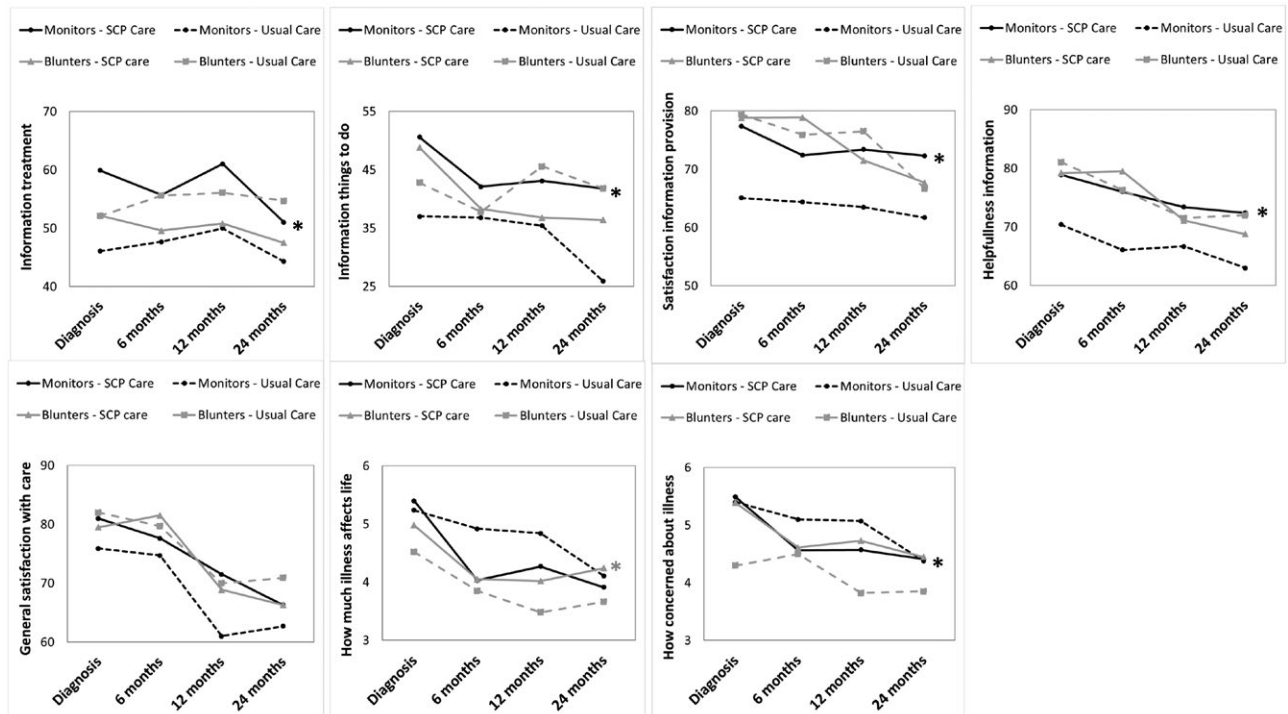 Monitors - SCP Care Monitors - Usual Care
Blunters - SCP care Blunters - Usual Care
Information treatment
70
60
50
40
*
Diagnosis
6 months
12 months
24 months
Monitors - SCP Care Monitors - Usual Care
Blunters - SCP care Blunters - Usual Care
Information things to do
55
45
35
25
*
Diagnosis
6 months
12 months
24 months
Monitors - SCP Care Monitors - Usual Care
Blunters - SCP care Blunters - Usual Care
Satisfaction information provision
80
70
60
50
*
Diagnosis
6 months
12 months
24 months
Monitors - SCP Care Monitors - Usual Care
Blunters - SCP care Blunters - Usual Care
Helpfullness information
90
80
70
60
*
Diagnosis
6 months
12 months
24 months
Monitors - SCP Care Monitors - Usual Care
Blunters - SCP care Blunters - Usual Care
General satisfaction with care
90
80
70
60
Diagnosis
6 months
12 months
24 months
Monitors - SCP Care Monitors - Usual Care
Blunters - SCP care Blunters - Usual Care
How much illness affects life
6
5
4
3
*
Diagnosis
6 months
12 months
24 months
Monitors - SCP Care Monitors - Usual Care
Blunters - SCP care Blunters - Usual Care
How concerned about illness
6
5
4
3
*
Diagnosis
6 months
12 months
24 months